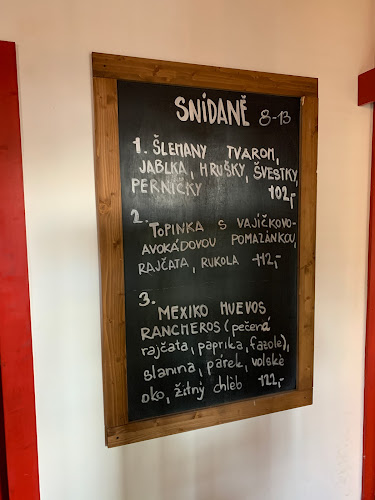 SNÍDANĚ 8-13
1. ŠLEHANÝ TVAROH,
JABLKA, HRUŠKY, ŠVESTKY,
PERNÍČKY 102,-
2.
TOPINKA S VAJÍČKOVO-
AVOKÁDOVOU POMAZÁNKOU,
RAJČATA, RUKOLA 112,-
3.
MEXIKO HUEVOS
RANCHEROS (pečená
rajčata, paprika, fazole),
slanina, párek, volské
oko, žitný chléb 122,-